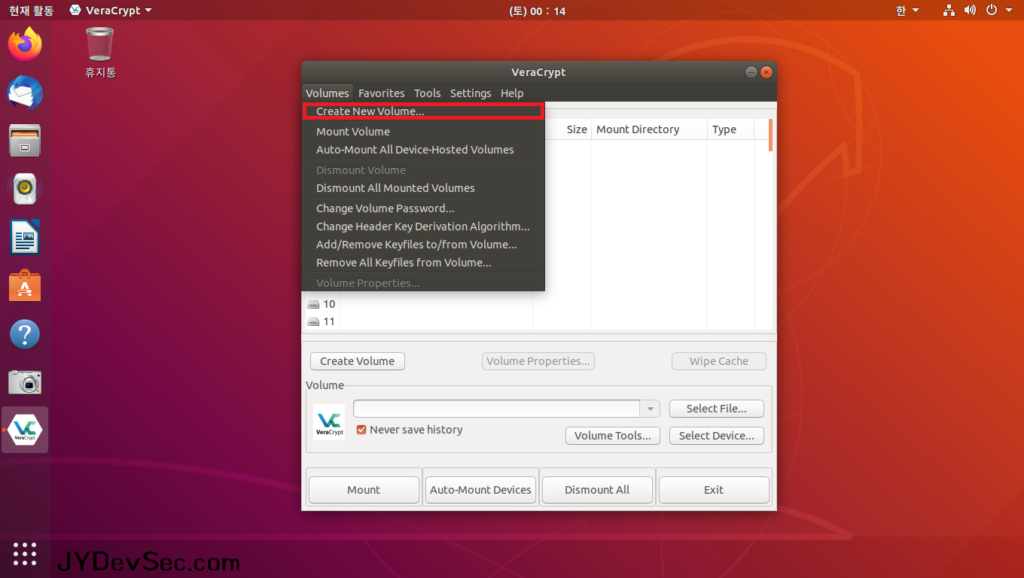 현재 활동 VeraCrypt (토) 00 : 14 한
휴지통
VeraCrypt
Volumes Favorites Tools Settings Help
Create New Volume...
Mount Volume
Auto-Mount All Device-Hosted Volumes
Dismount Volume
Dismount All Mounted Volumes
Change Volume Password...
Change Header Key Derivation Algorithm...
Add/Remove Keyfiles to/from Volume...
Remove All Keyfiles from Volume...
Volume Properties...
Size Mount Directory Type
10
11
Create Volume Volume Properties... Wipe Cache
Volume
VeraCrypt
Select File...
Never save history
Volume Tools... Select Device...
Mount Auto-Mount Devices Dismount All Exit
VeraCrypt
JYDevSec.com